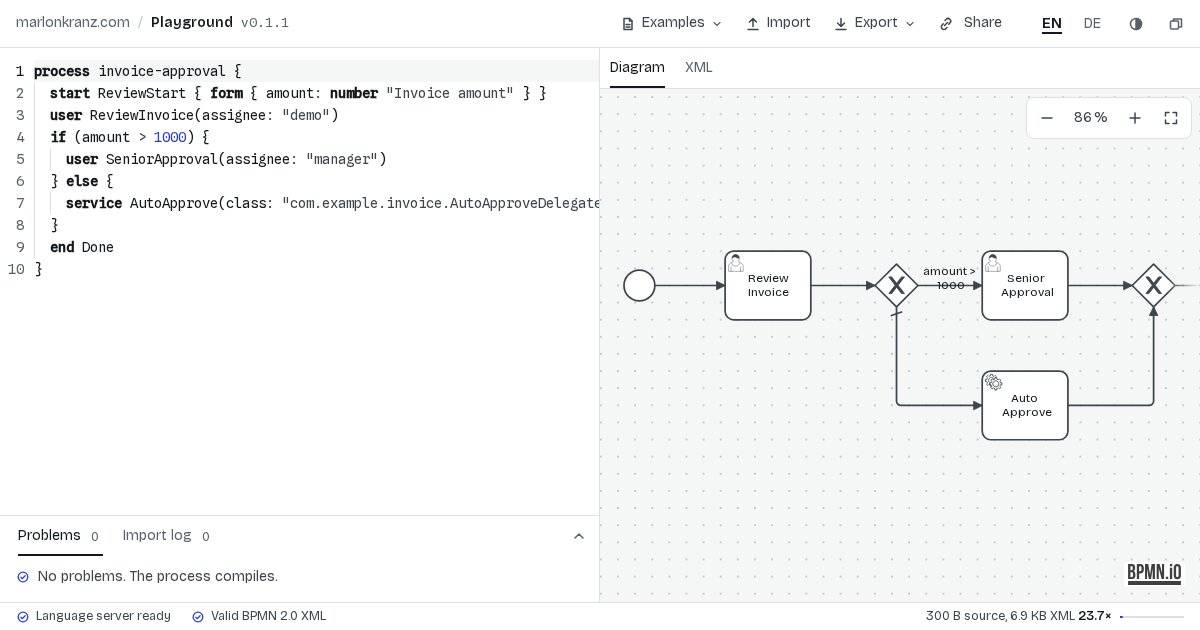 marlonkranz.com / Playground v0.1.1
Examples Import Export Share EN DE
1 process invoice-approval {
2 start ReviewStart { form { amount: number "Invoice amount" } }
3 user ReviewInvoice(assignee: "demo")
4 if (amount > 1000) {
5 user SeniorApproval(assignee: "manager")
6 } else {
7 service AutoApprove(class: "com.example.invoice.AutoApproveDelegate
8 }
9 end Done
10 }
Problems 0 Import log 0
No problems. The process compiles.
Diagram XML
86 %
Review
Invoice
X
amount >
1000
Senior
Approval
X
Auto
Approve
BPMN.iO
Language server ready Valid BPMN 2.0 XML
300 B source, 6.9 KB XML 23.7×